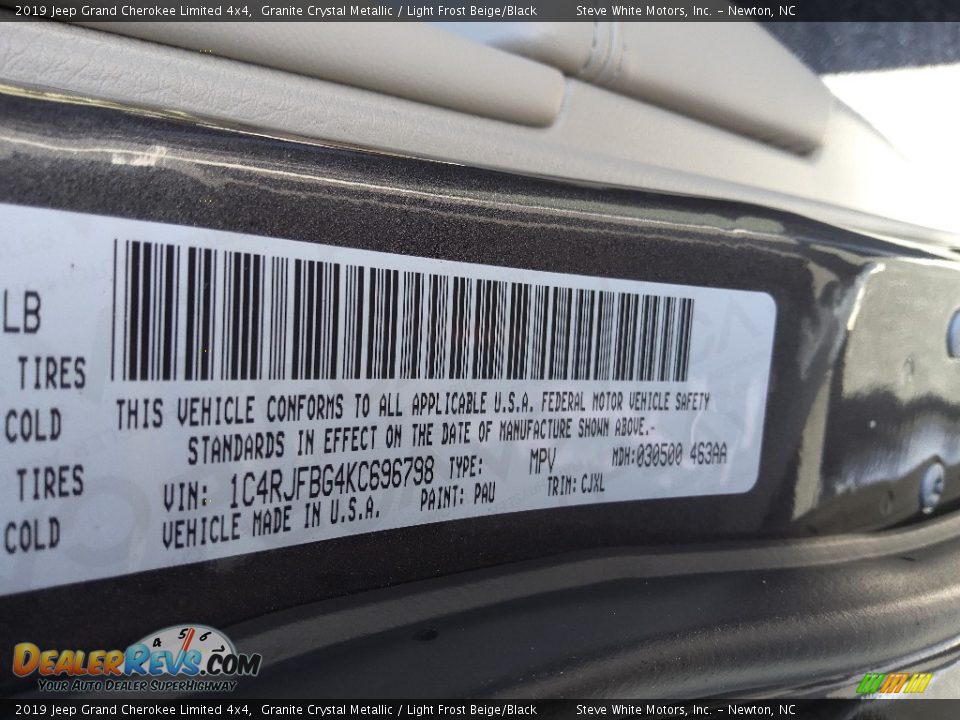 2019 Jeep Grand Cherokee Limited 4x4, Granite Crystal Metallic / Light Frost Beige/Black Steve White Motors, Inc. - Newton, NC
LB
TIRES
COLD
TIRES
COLD
THIS VEHICLE CONFORMS TO ALL APPLICABLE U.S.A. FEDERAL MOTOR VEHICLE SAFETY
STANDARDS IN EFFECT ON THE DATE OF MANUFACTURE SHOWN ABOVE.-
VIN: 1C4RJFBG4KC696798 TYPE: MPV MDH:030500 463AA
VEHICLE MADE IN U.S.A. PAINT: PAU TRIM: CJXL
4 5 6
DEALERREVS.COM
YOUR AUTO DEALER SUPERHIGHWAY
2019 Jeep Grand Cherokee Limited 4x4, Granite Crystal Metallic / Light Frost Beige/Black Steve White Motors, Inc. - Newton, NC